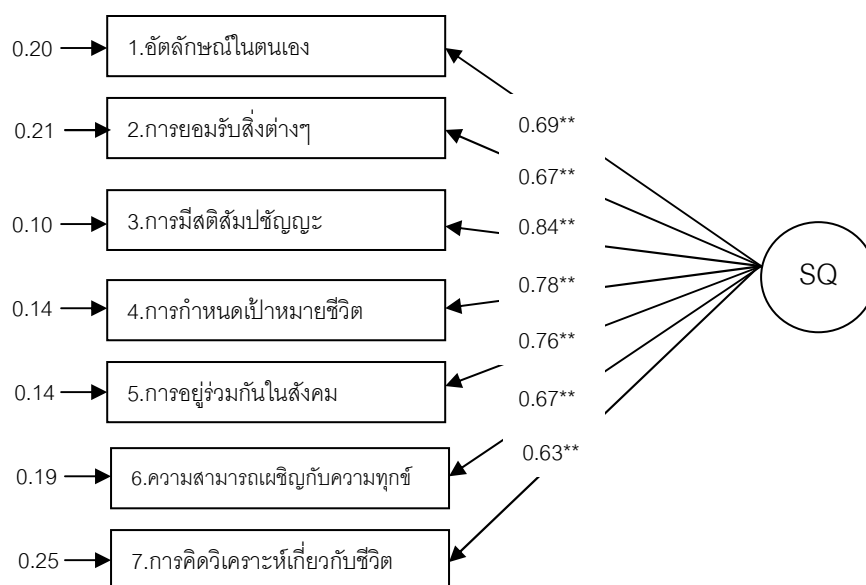 0.20
1.อัตลักษณ์ในตนเอง
0.69**
0.21
2.การยอมรับสิ่งต่างๆ
0.67**
0.10
3.การมีสติสัมปชัญญะ
0.84**
SQ
0.14
4.การกำหนดเป้าหมายชีวิต
0.78**
0.14
5.การอยู่ร่วมกันในสังคม
0.76**
0.19
6.ความสามารถเผชิญกับความทุกข์
0.67**
0.25
7.การคิดวิเคราะห์เกี่ยวกับชีวิต
0.63**